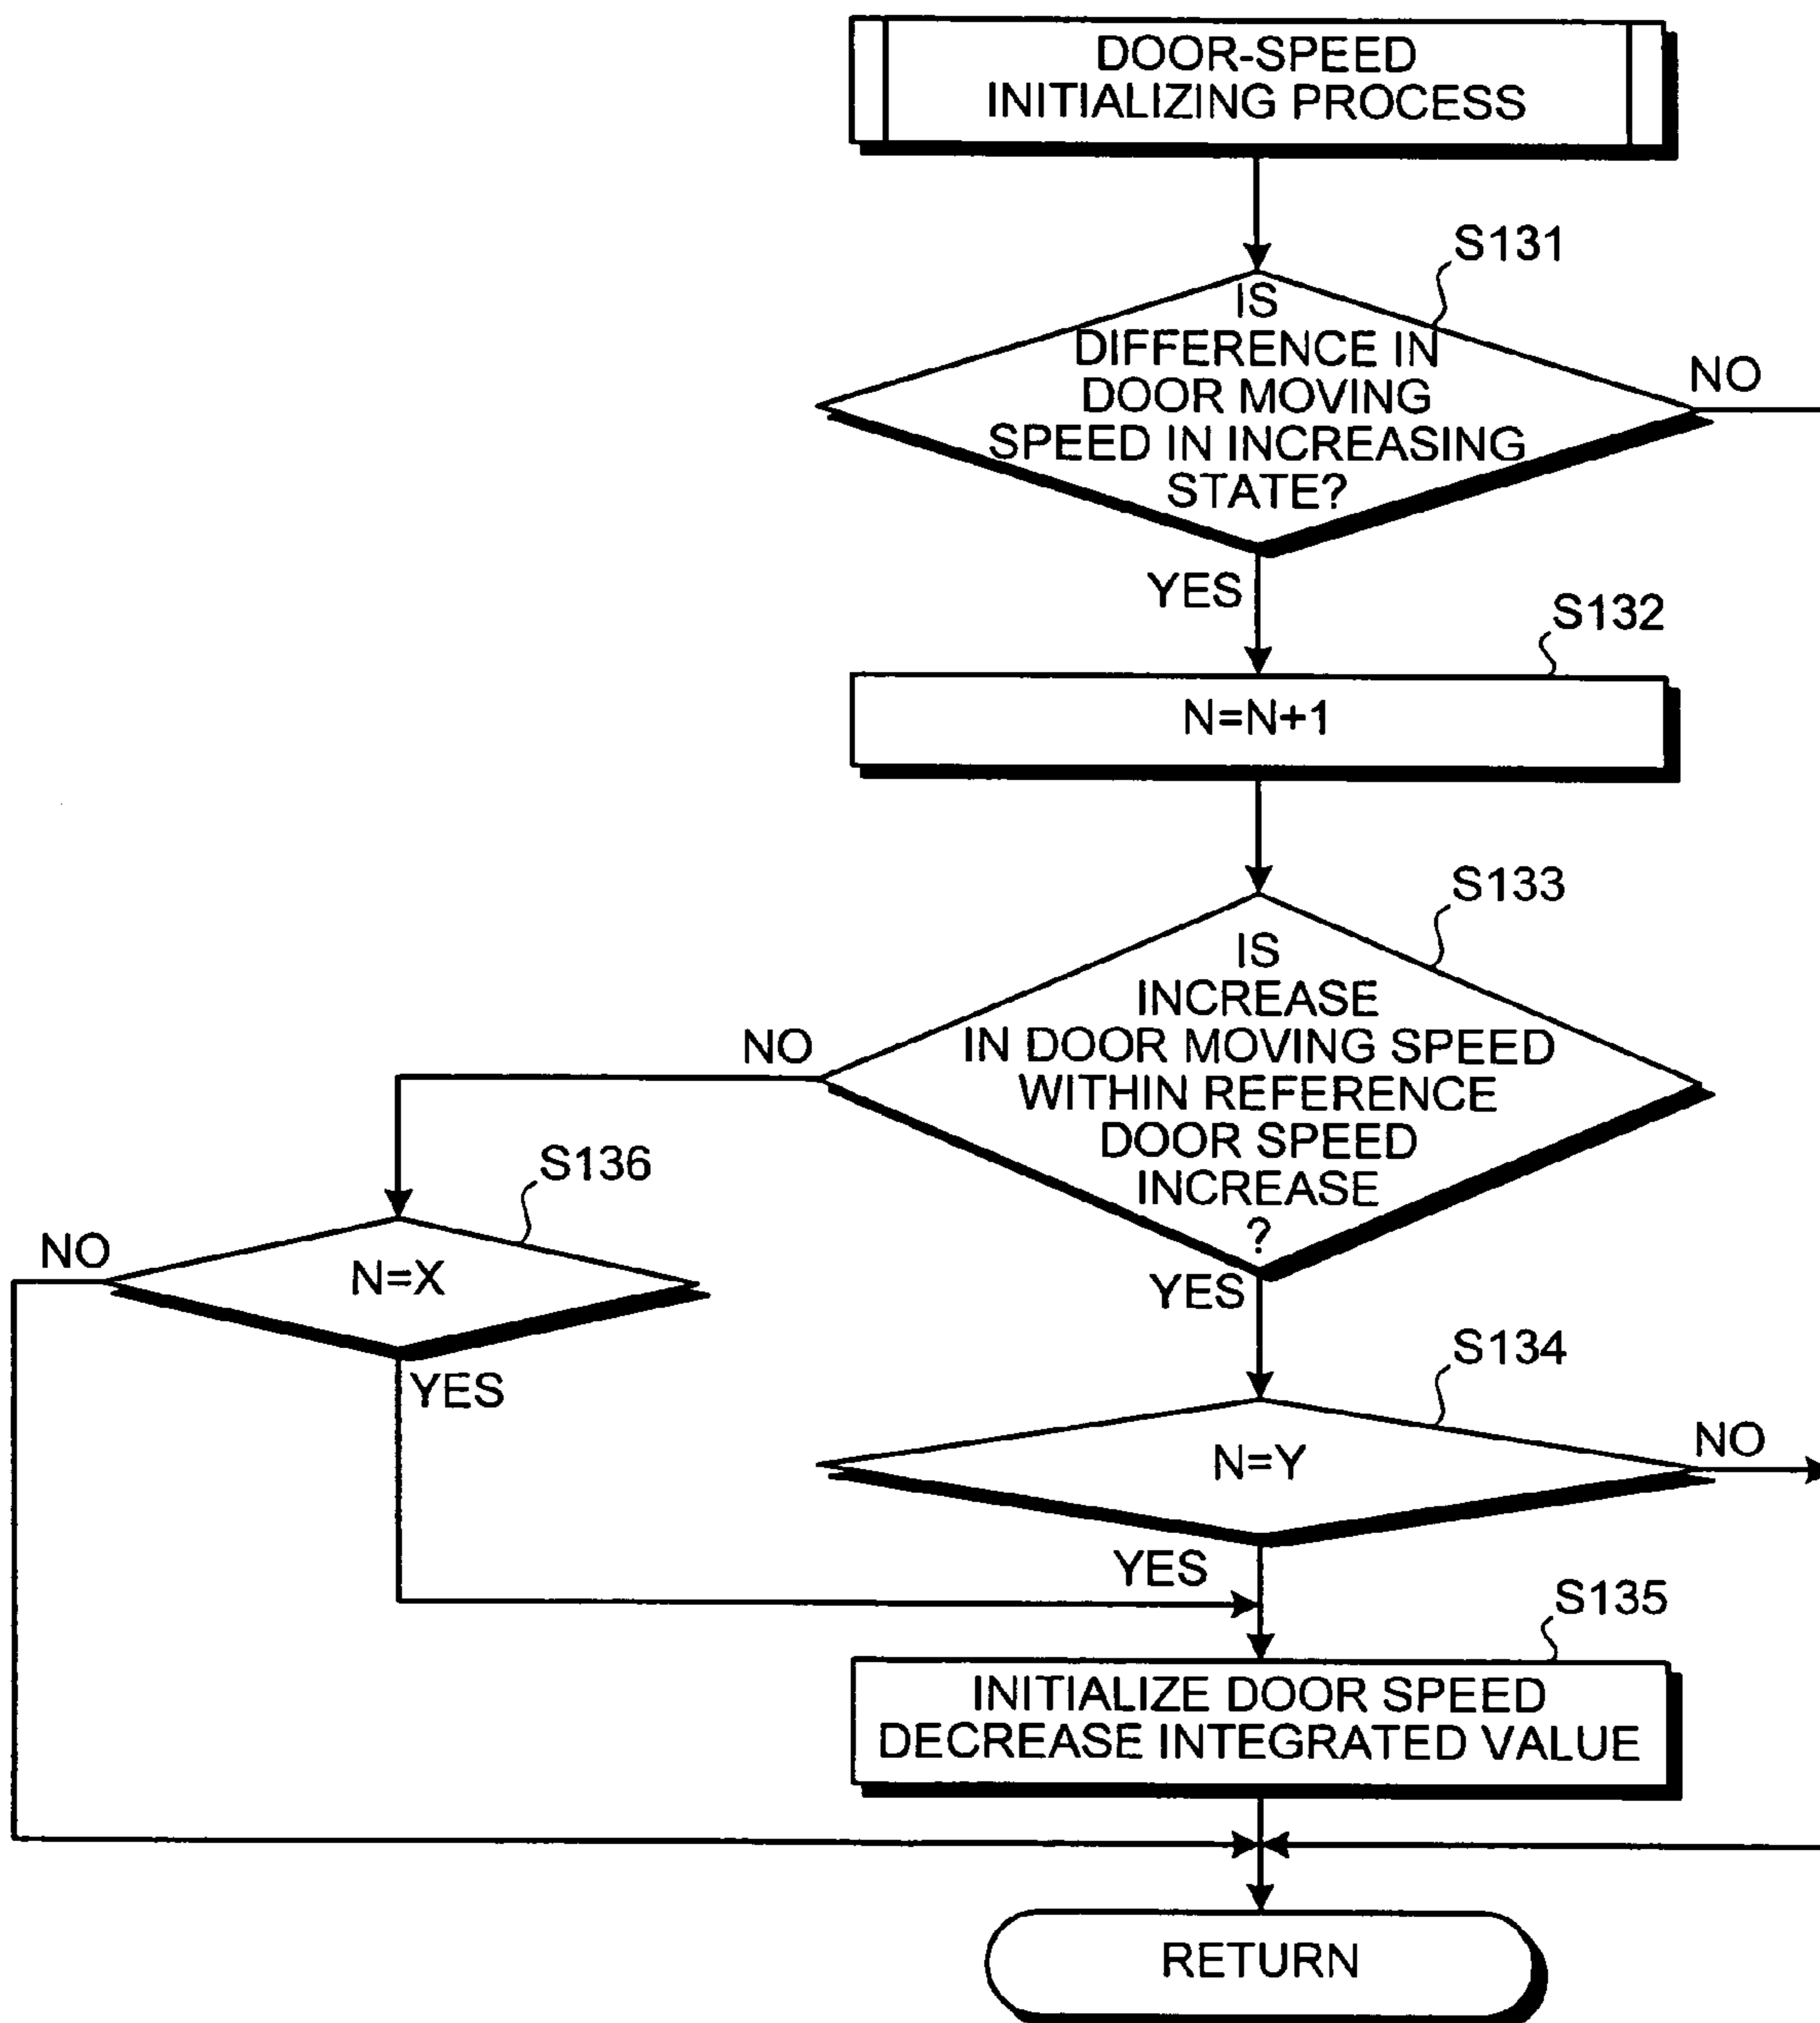 DOOR-SPEED
INITIALIZING PROCESS
S131
IS
DIFFERENCE IN
DOOR MOVING
SPEED IN INCREASING
STATE?
NO
YES
S132
N=N+1
S133
IS
INCREASE
IN DOOR MOVING SPEED
WITHIN REFERENCE
DOOR SPEED
INCREASE
?
NO
YES
S136
N=X
NO
YES
S134
N=Y
NO
YES
S135
INITIALIZE DOOR SPEED
DECREASE INTEGRATED VALUE
RETURN